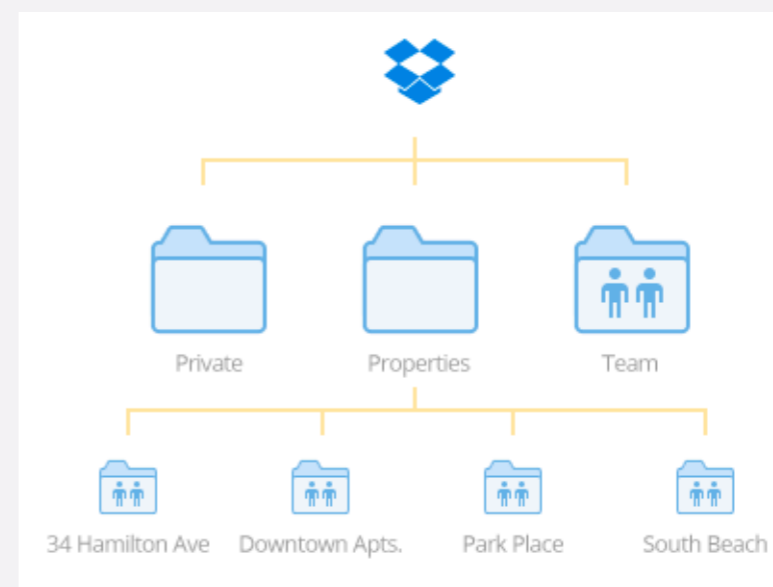 Private Properties Team
34 Hamilton Ave Downtown Apts. Park Place South Beach